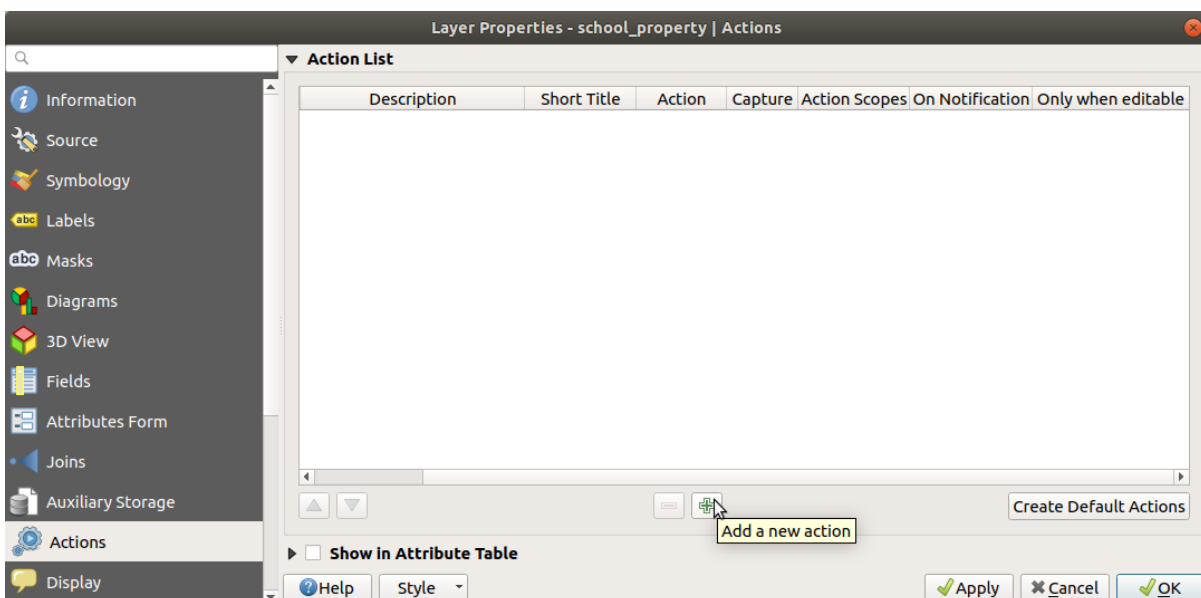 Layer Properties - school_property | Actions
Information
Source
Symbology
abc Labels
abc Masks
Diagrams
3D View
Fields
Attributes Form
Joins
Auxiliary Storage
Actions
Display
Action List
Description Short Title Action Capture Action Scopes On Notification Only when editable
Create Default Actions
Add a new action
Show in Attribute Table
Help Style Apply Cancel OK